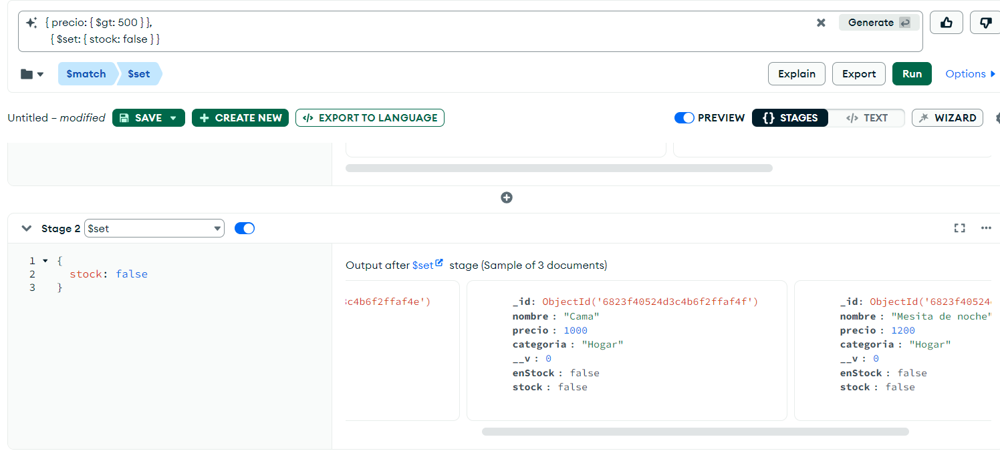 { precio: { $gt: 500 } },
{ $set: { stock: false } }
Generate
$match $set
Explain Export Run Options
Untitled – modified SAVE CREATE NEW </> EXPORT TO LANGUAGE PREVIEW {} STAGES </> TEXT WIZARD
Stage 2 $set
1 {
2 stock: false
3 }
Output after $set stage (Sample of 3 documents)
3c4b6f2ffaf4e')
_id: ObjectId('6823f40524d3c4b6f2ffaf4f')
nombre : "Cama"
precio : 1000
categoria : "Hogar"
__v : 0
enStock : false
stock : false
_id: ObjectId('6823f40524
nombre : "Mesita de noche"
precio : 1200
categoria : "Hogar"
__v : 0
enStock : false
stock : false